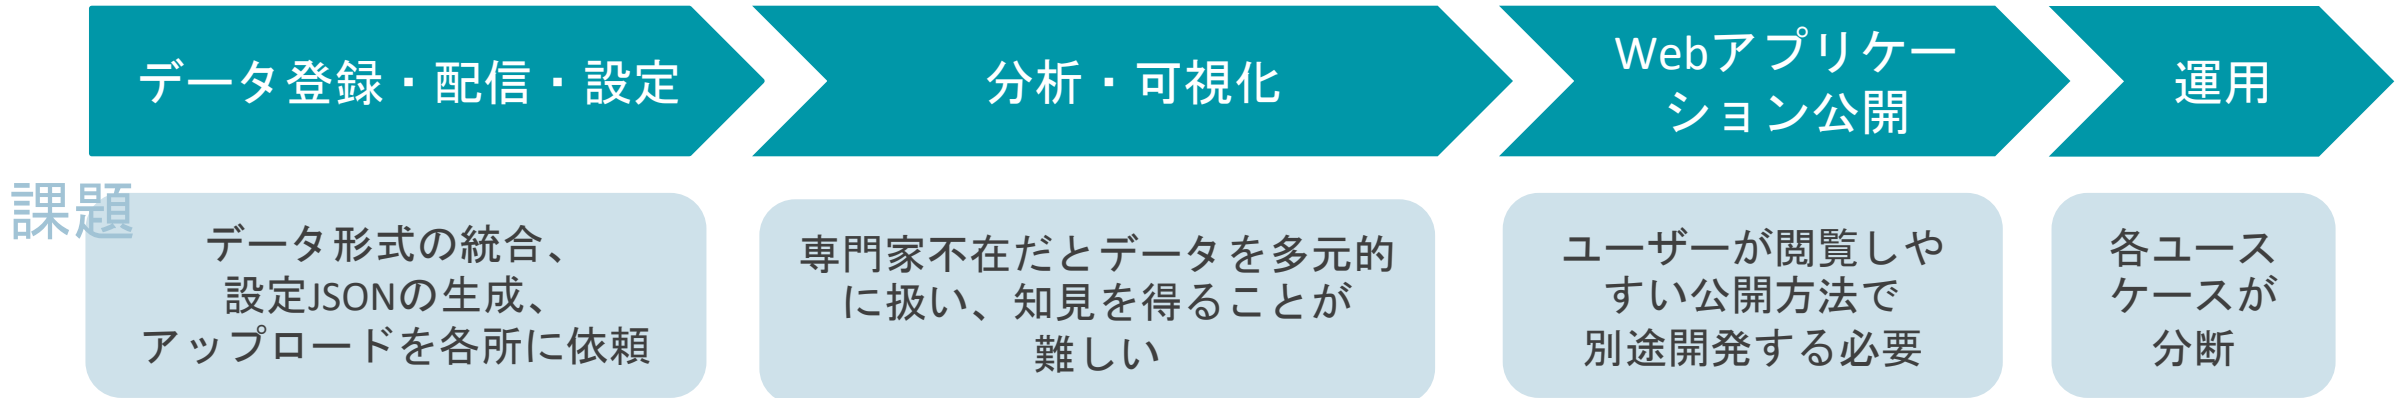 データ登録・配信・設定
分析・可視化
Webアプリケー
ション公開
運用
課題
データ形式の統合、
設定JSONの生成、
アップロードを各所に依頼
専門家不在だとデータを多元的
に扱い、知見を得ることが
難しい
ユーザーが閲覧しや
すい公開方法で
別途開発する必要
各ユース
ケースが
分断